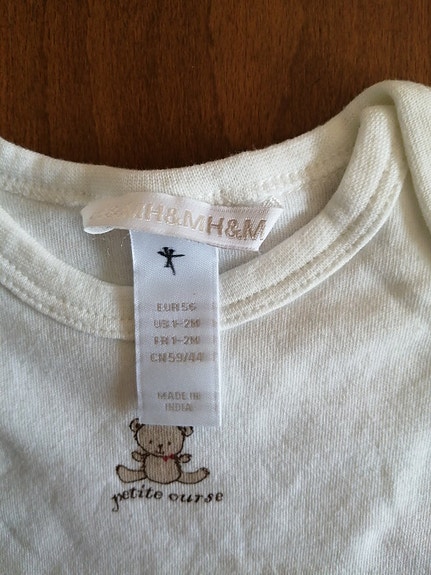 H&MH&MH&M
EUR 56
US 1-2M
FR 1-2M
CN 59/44
MADE IN
INDIA
petite ourse